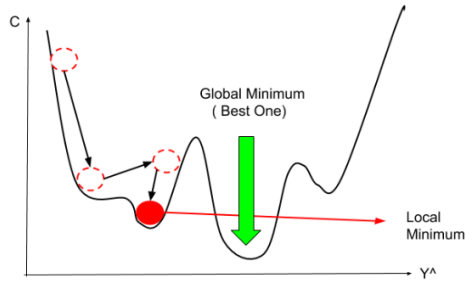 C
Global Minimum
( Best One)
Local
Minimum
Y^